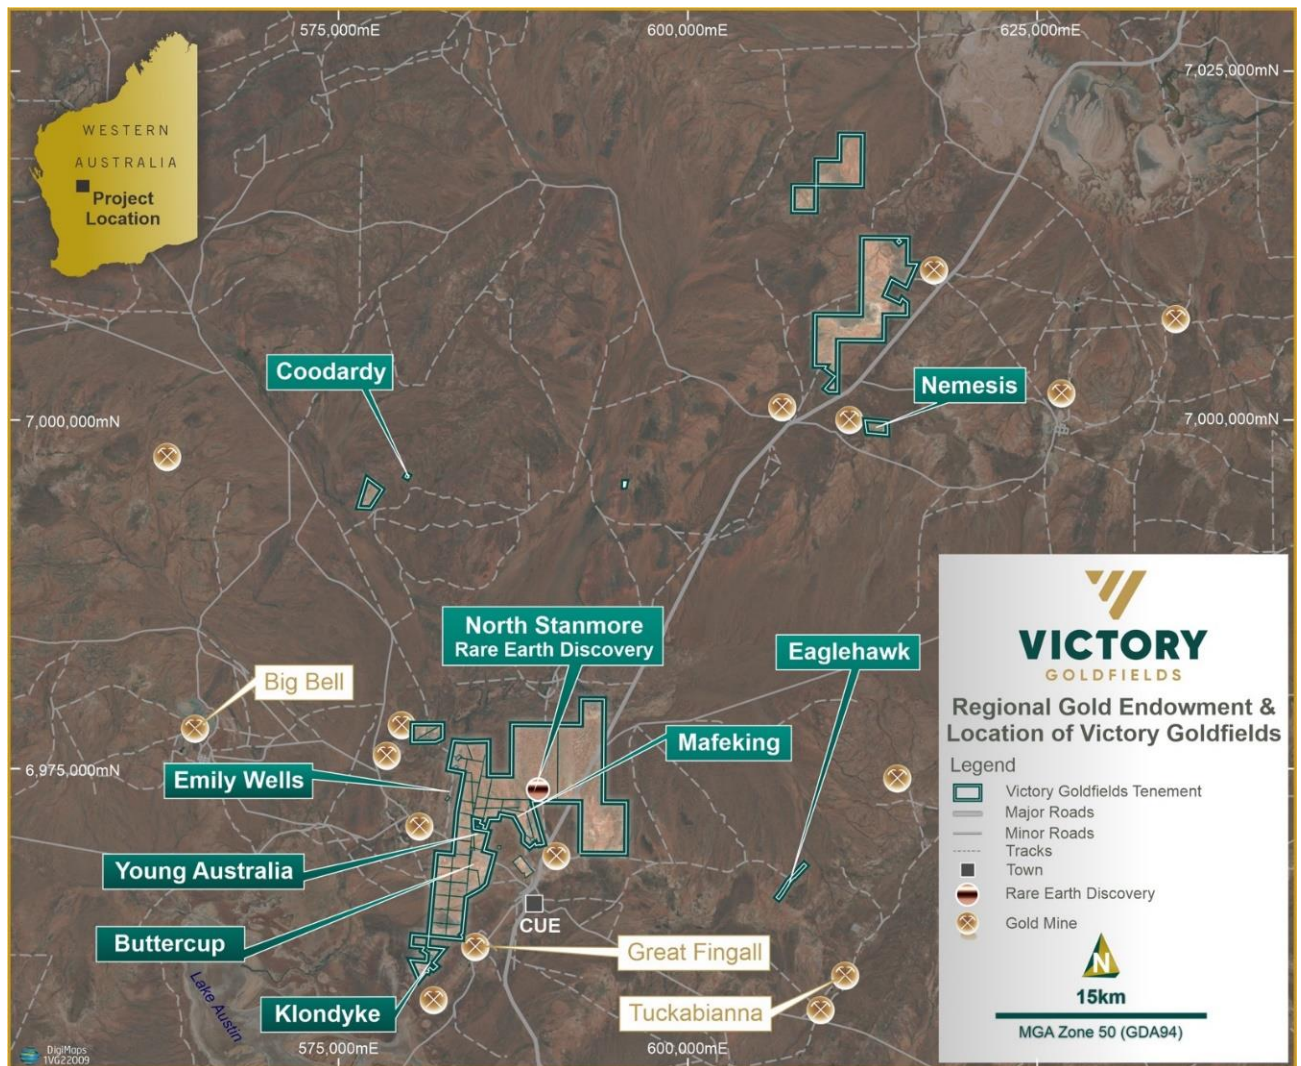 575,000mE
600,000mE
625,000mE
7,025,000mN
WESTERN
AUSTRALIA
Project
Location
Coodardy
Nemesis
7,000,000mN
7,000,000mN
North Stanmore
Rare Earth Discovery
Eaglehawk
Big Bell
Mafeking
6,975,000mN
Emily Wells
Young Australia
Buttercup
CUE
Great Fingall
Tuckabianna
Klondyke
Lake Austin
575,000mE
600,000mE
DigiMaps
1VG22009
VICTORY
GOLDFIELDS
Regional Gold Endowment &
Location of Victory Goldfields
Legend
Victory Goldfields Tenement
Major Roads
Minor Roads
Tracks
Town
Rare Earth Discovery
Gold Mine
N
15km
MGA Zone 50 (GDA94)